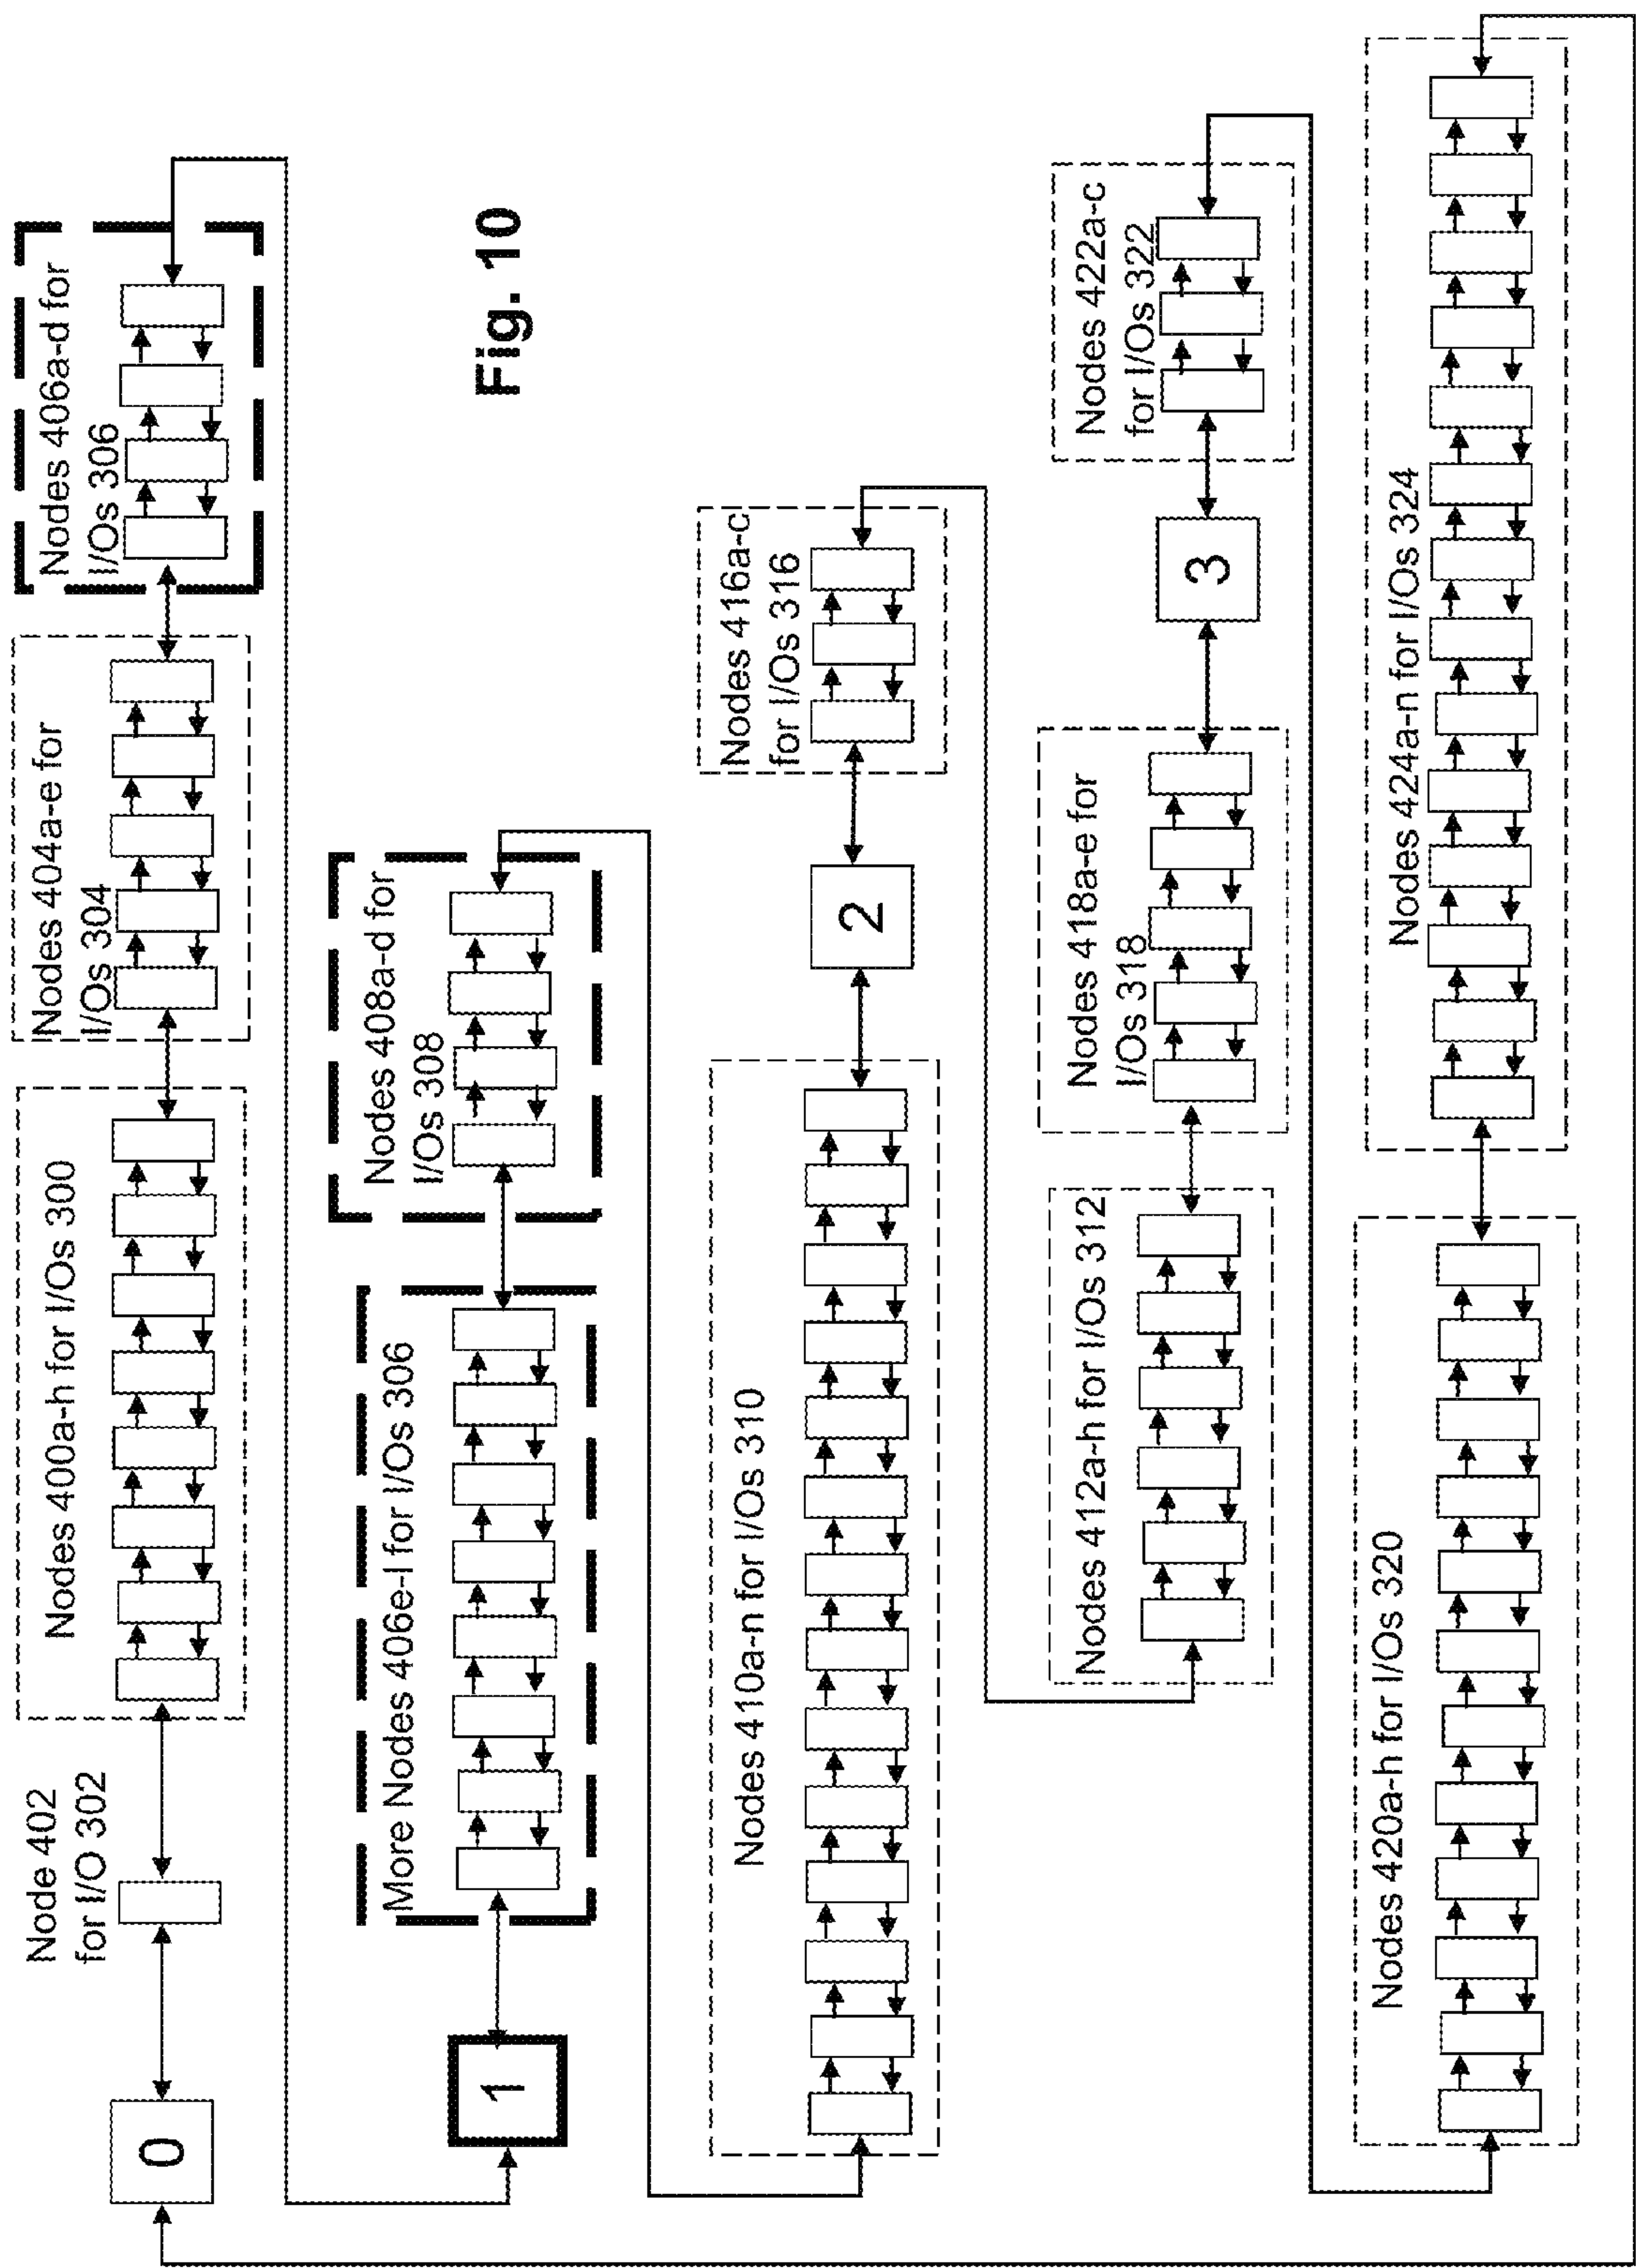 0
Node 402
for I/O 302
Nodes 400a-h for I/Os 300
Nodes 404a-e for
I/Os 304
Nodes 406a-d for
I/Os 306
1
More Nodes 406e-l for I/Os 306
Nodes 408a-d for
I/Os 308
Fig. 10
Nodes 410a-n for I/Os 310
2
Nodes 416a-c
for I/Os 316
Nodes 412a-h for I/Os 312
Nodes 418a-e for
I/Os 318
3
Nodes 422a-c
for I/Os 322
Nodes 420a-h for I/Os 320
Nodes 424a-n for I/Os 324